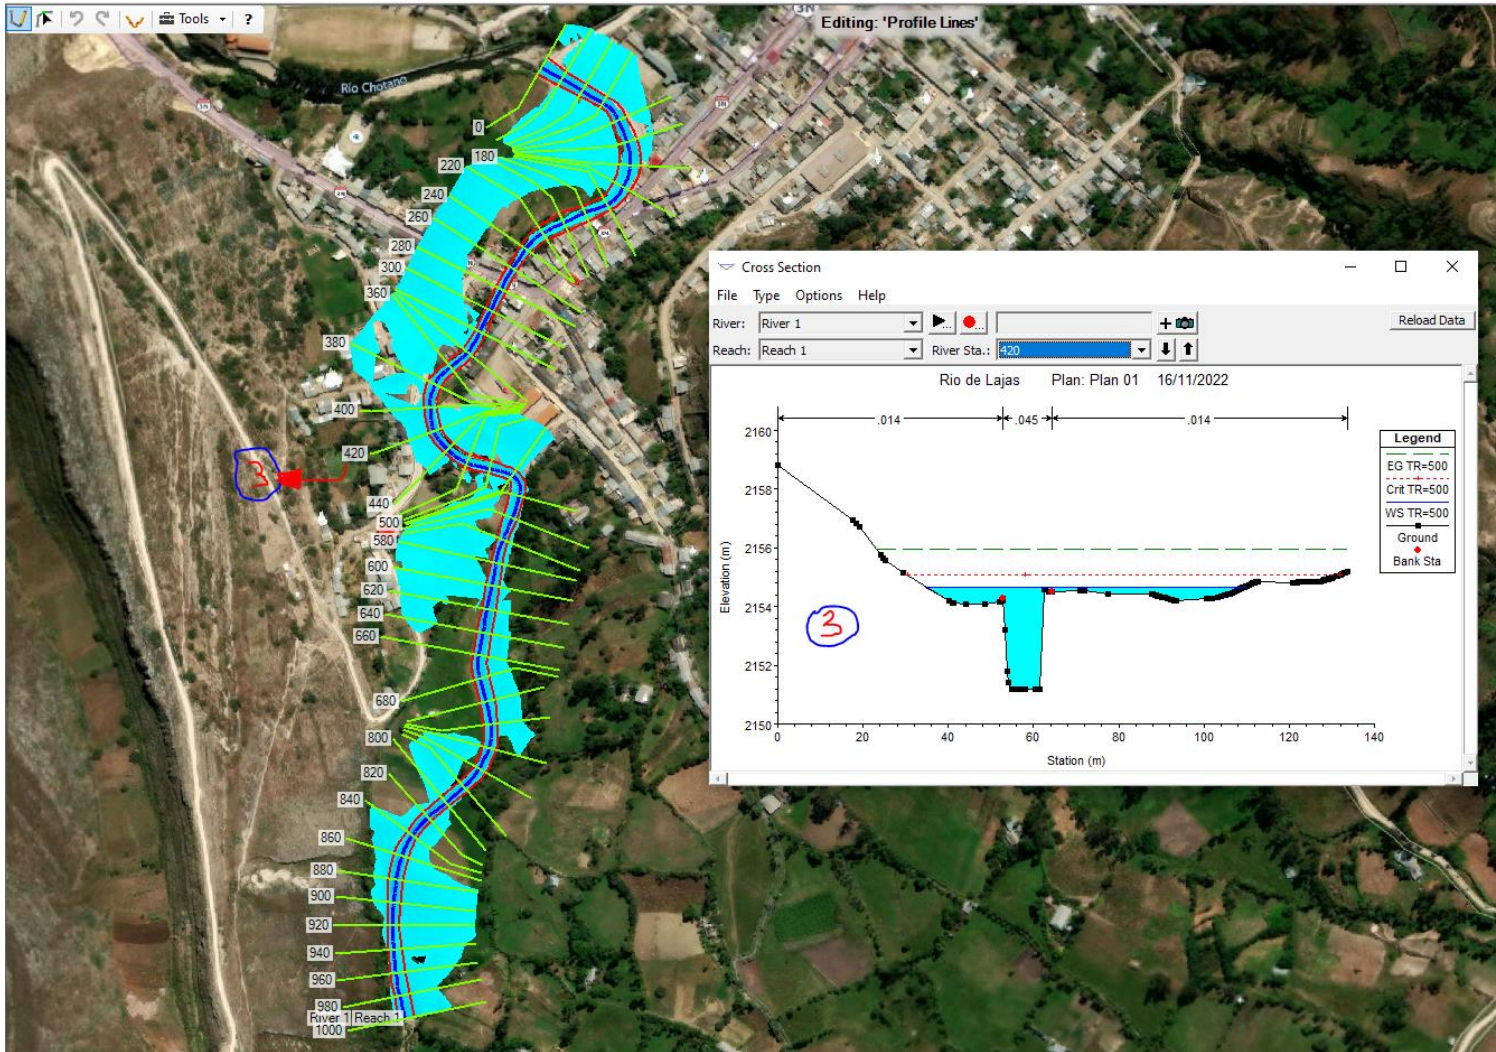 Tools ?
Editing: 'Profile Lines'
3N
Río Chotano
3N
3N
3N
0
180
220
240
260
280
300
360
380
400
420
3
440
500
580
600
620
640
660
680
800
820
840
860
880
900
920
940
960
980
River 1 Reach 1
1000
Cross Section
File Type Options Help
River: River 1
Reload Data
Reach: Reach 1 River Sta.: 420
Rio de Lajas Plan: Plan 01 16/11/2022
.014 .045 .014
2160
2158
2156
2154
2152
2150
Elevation (m)
3
0 20 40 60 80 100 120 140
Station (m)
Legend
EG TR=500
Crit TR=500
WS TR=500
Ground
Bank Sta